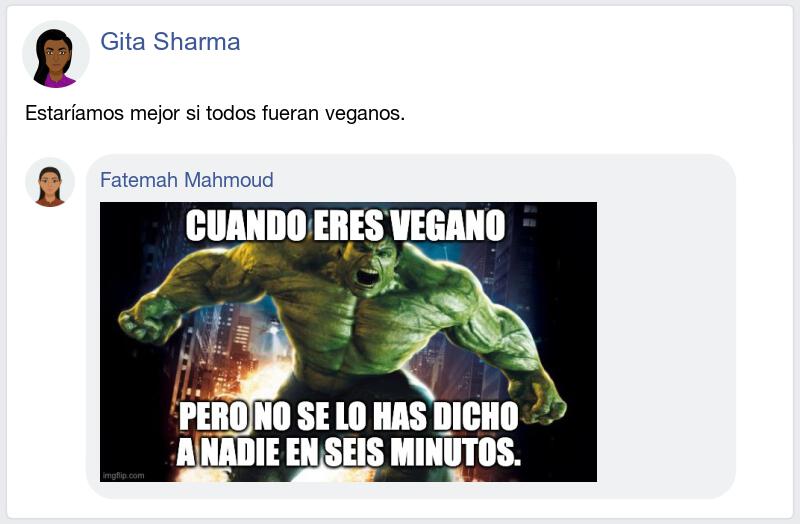 Gita Sharma
Estaríamos mejor si todos fueran veganos.
Fatemah Mahmoud
CUANDO ERES VEGANO
PERO NO SE LO HAS DICHO
A NADIE EN SEIS MINUTOS.
imgflip.com